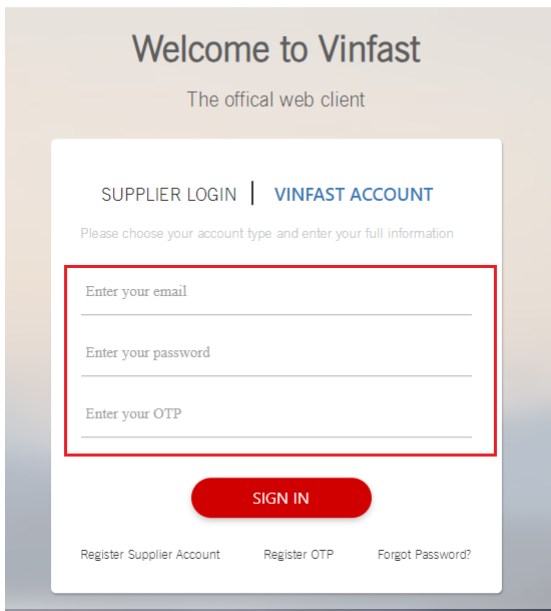 Welcome to Vinfast
The offical web client
SUPPLIER LOGIN | VINFAST ACCOUNT
Please choose your account type and enter your full information
Enter your email
Enter your password
Enter your OTP
SIGN IN
Register Supplier Account Register OTP Forgot Password?